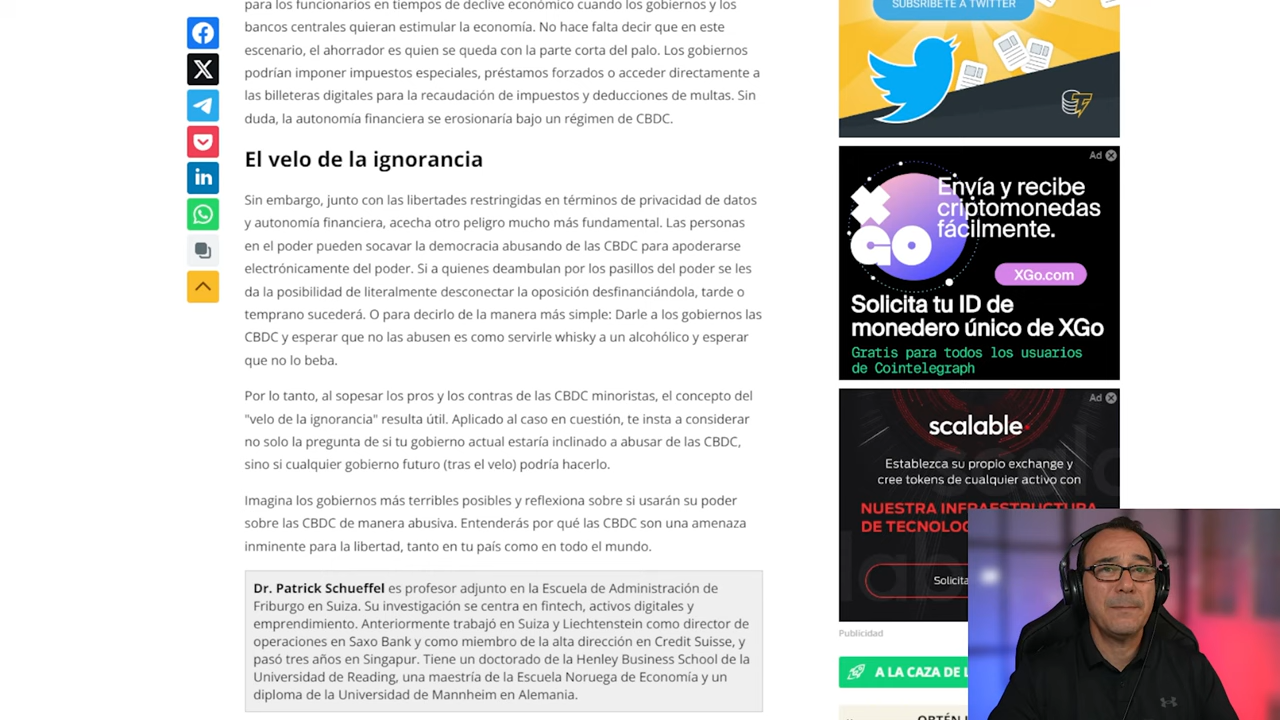 para los funcionarios en tiempos de declive económico cuando los gobiernos y los
bancos centrales quieran estimular la economía. No hace falta decir que en este
escenario, el ahorrador es quien se queda con la parte corta del palo. Los gobiernos
podrían imponer impuestos especiales, préstamos forzados o acceder directamente a
las billeteras digitales para la recaudación de impuestos y deducciones de multas. Sin
duda, la autonomía financiera se erosionaría bajo un régimen de CBDC.
El velo de la ignorancia
Sin embargo, junto con las libertades restringidas en términos de privacidad de datos
y autonomía financiera, acecha otro peligro mucho más fundamental. Las personas
en el poder pueden socavar la democracia abusando de las CBDC para apoderarse
electrónicamente del poder. Si a quienes deambulan por los pasillos del poder se les
da la posibilidad de literalmente desconectar la oposición desfinanciándola, tarde o
temprano sucederá. O para decirlo de la manera más simple: Darle a los gobiernos las
CBDC y esperar que no las abusen es como servirle whisky a un alcohólico y esperar
que no lo beba.
Por lo tanto, al sopesar los pros y los contras de las CBDC minoristas, el concepto del
"velo de la ignorancia" resulta útil. Aplicado al caso en cuestión, te insta a considerar
no solo la pregunta de si tu gobierno actual estaría inclinado a abusar de las CBDC,
sino si cualquier gobierno futuro (tras el velo) podría hacerlo.
Imagina los gobiernos más terribles posibles y reflexiona sobre si usarán su poder
sobre las CBDC de manera abusiva. Entenderás por qué las CBDC son una amenaza
inminente para la libertad, tanto en tu país como en todo el mundo.
Dr. Patrick Schueffel es profesor adjunto en la Escuela de Administración de
Friburgo en Suiza. Su investigación se centra en fintech, activos digitales y
emprendimiento. Anteriormente trabajó en Suiza y Liechtenstein como director de
operaciones en Saxo Bank y como miembro de la alta dirección en Credit Suisse, y
pasó tres años en Singapur. Tiene un doctorado de la Henley Business School de la
Universidad de Reading, una maestría de la Escuela Noruega de Economía y un
diploma de la Universidad de Mannheim en Alemania.
SUBSRIBETE A TWITTER
Ad
X GO
Envía y recibe
criptomonedas
fácilmente.
XGo.com
Solicita tu ID de
monedero único de XGo
Gratis para todos los usuarios
de Cointelegraph
Ad
scalable
Establezca su propio exchange y
cree tokens de cualquier activo con
NUESTRA INFRAESTRUCTURA
DE TECNOLO
Solicita
Publicidad
A LA CAZA DE L
OBTÉN